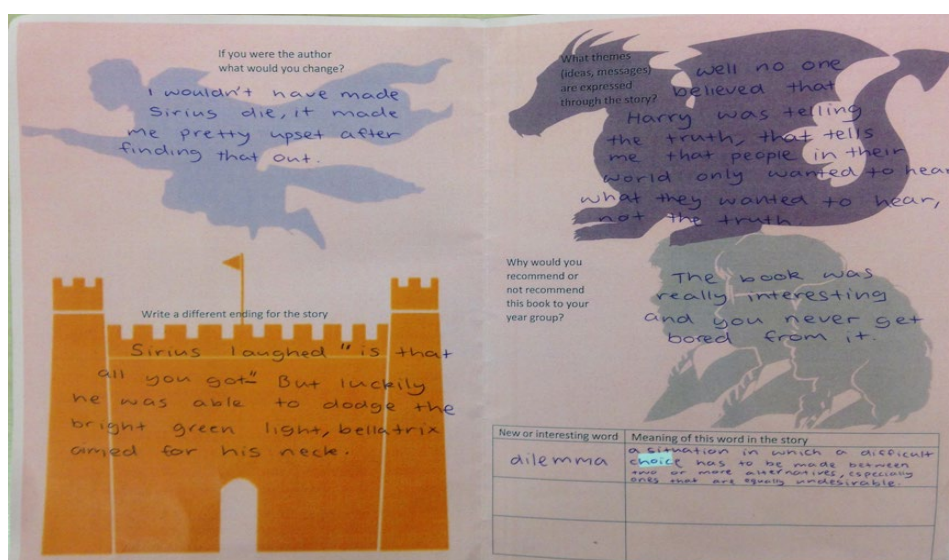 If you were the author
what would you change?
I wouldn't have made
Sirius die, it made
me pretty upset after
finding that out.
Write a different ending for the story
Sirius laughed "is that
all you got" But luckily
he was able to dodge the
bright green light, bellatrix
aimed for his neck.
What themes
(ideas, messages)
are expressed
through the story?
Well no one
believed that
Harry was telling
the truth, that tells
me that people in their
world only wanted to hear
what they wanted to hear,
not the truth
Why would you
recommend or
not recommend
this book to your
year group?
The book was
really interesting
and you never get
bored from it.
New or interesting word
Meaning of this word in the story
dilemma
a situation in which a difficult
choice has to be made between
two or more alternatives, especially
ones that are equally undesirable.